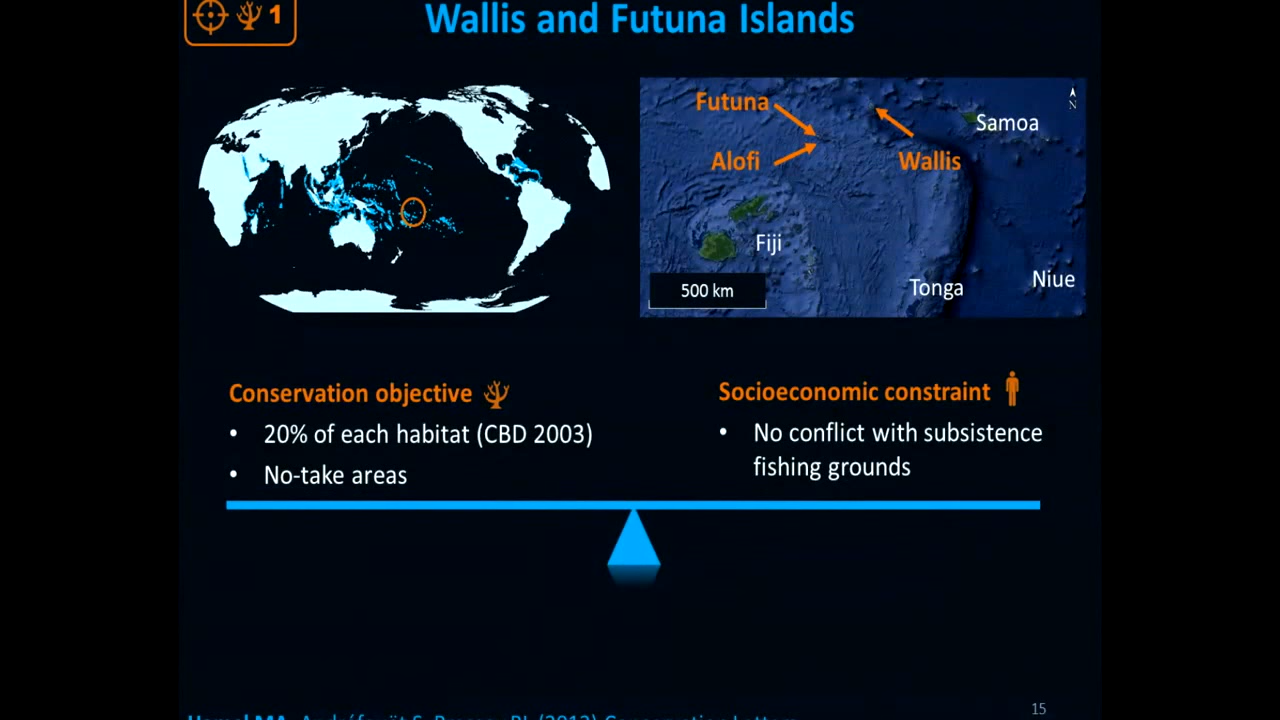 1
Wallis and Futuna Islands
Futuna
Alofi
Wallis
Samoa
N
Fiji
500 km
Tonga
Niue
Conservation objective
• 20% of each habitat (CBD 2003)
• No-take areas
Socioeconomic constraint
• No conflict with subsistence
fishing grounds
15